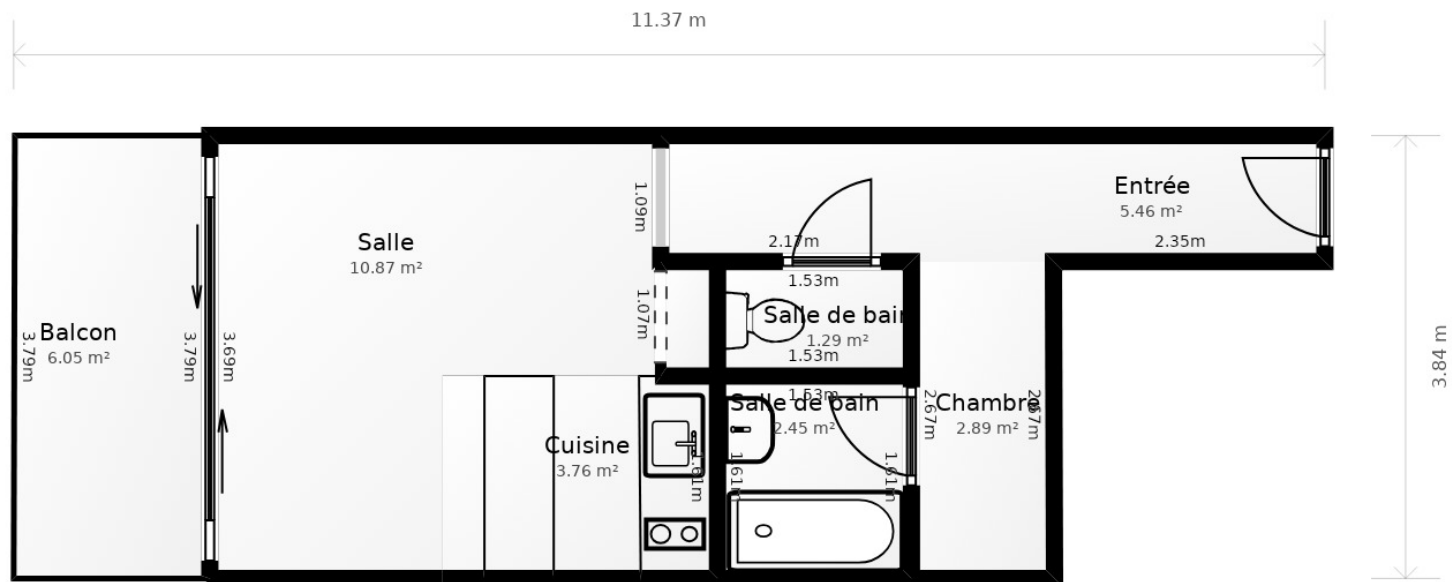 11.37 m
Entrée
5.46 m²
1.09m
2.17m
2.35m
Salle
10.87 m²
1.53m
1.07m
Salle de bain
1.29 m²
1.53m
Balcon
6.05 m²
3.79m
3.79m
3.69m
3.84 m
1.53m
Salle de bain
2.45 m²
2.67m
Chambre
2.89 m²
2.67m
Cuisine
3.76 m²
1.61m
1.61m
1.61m